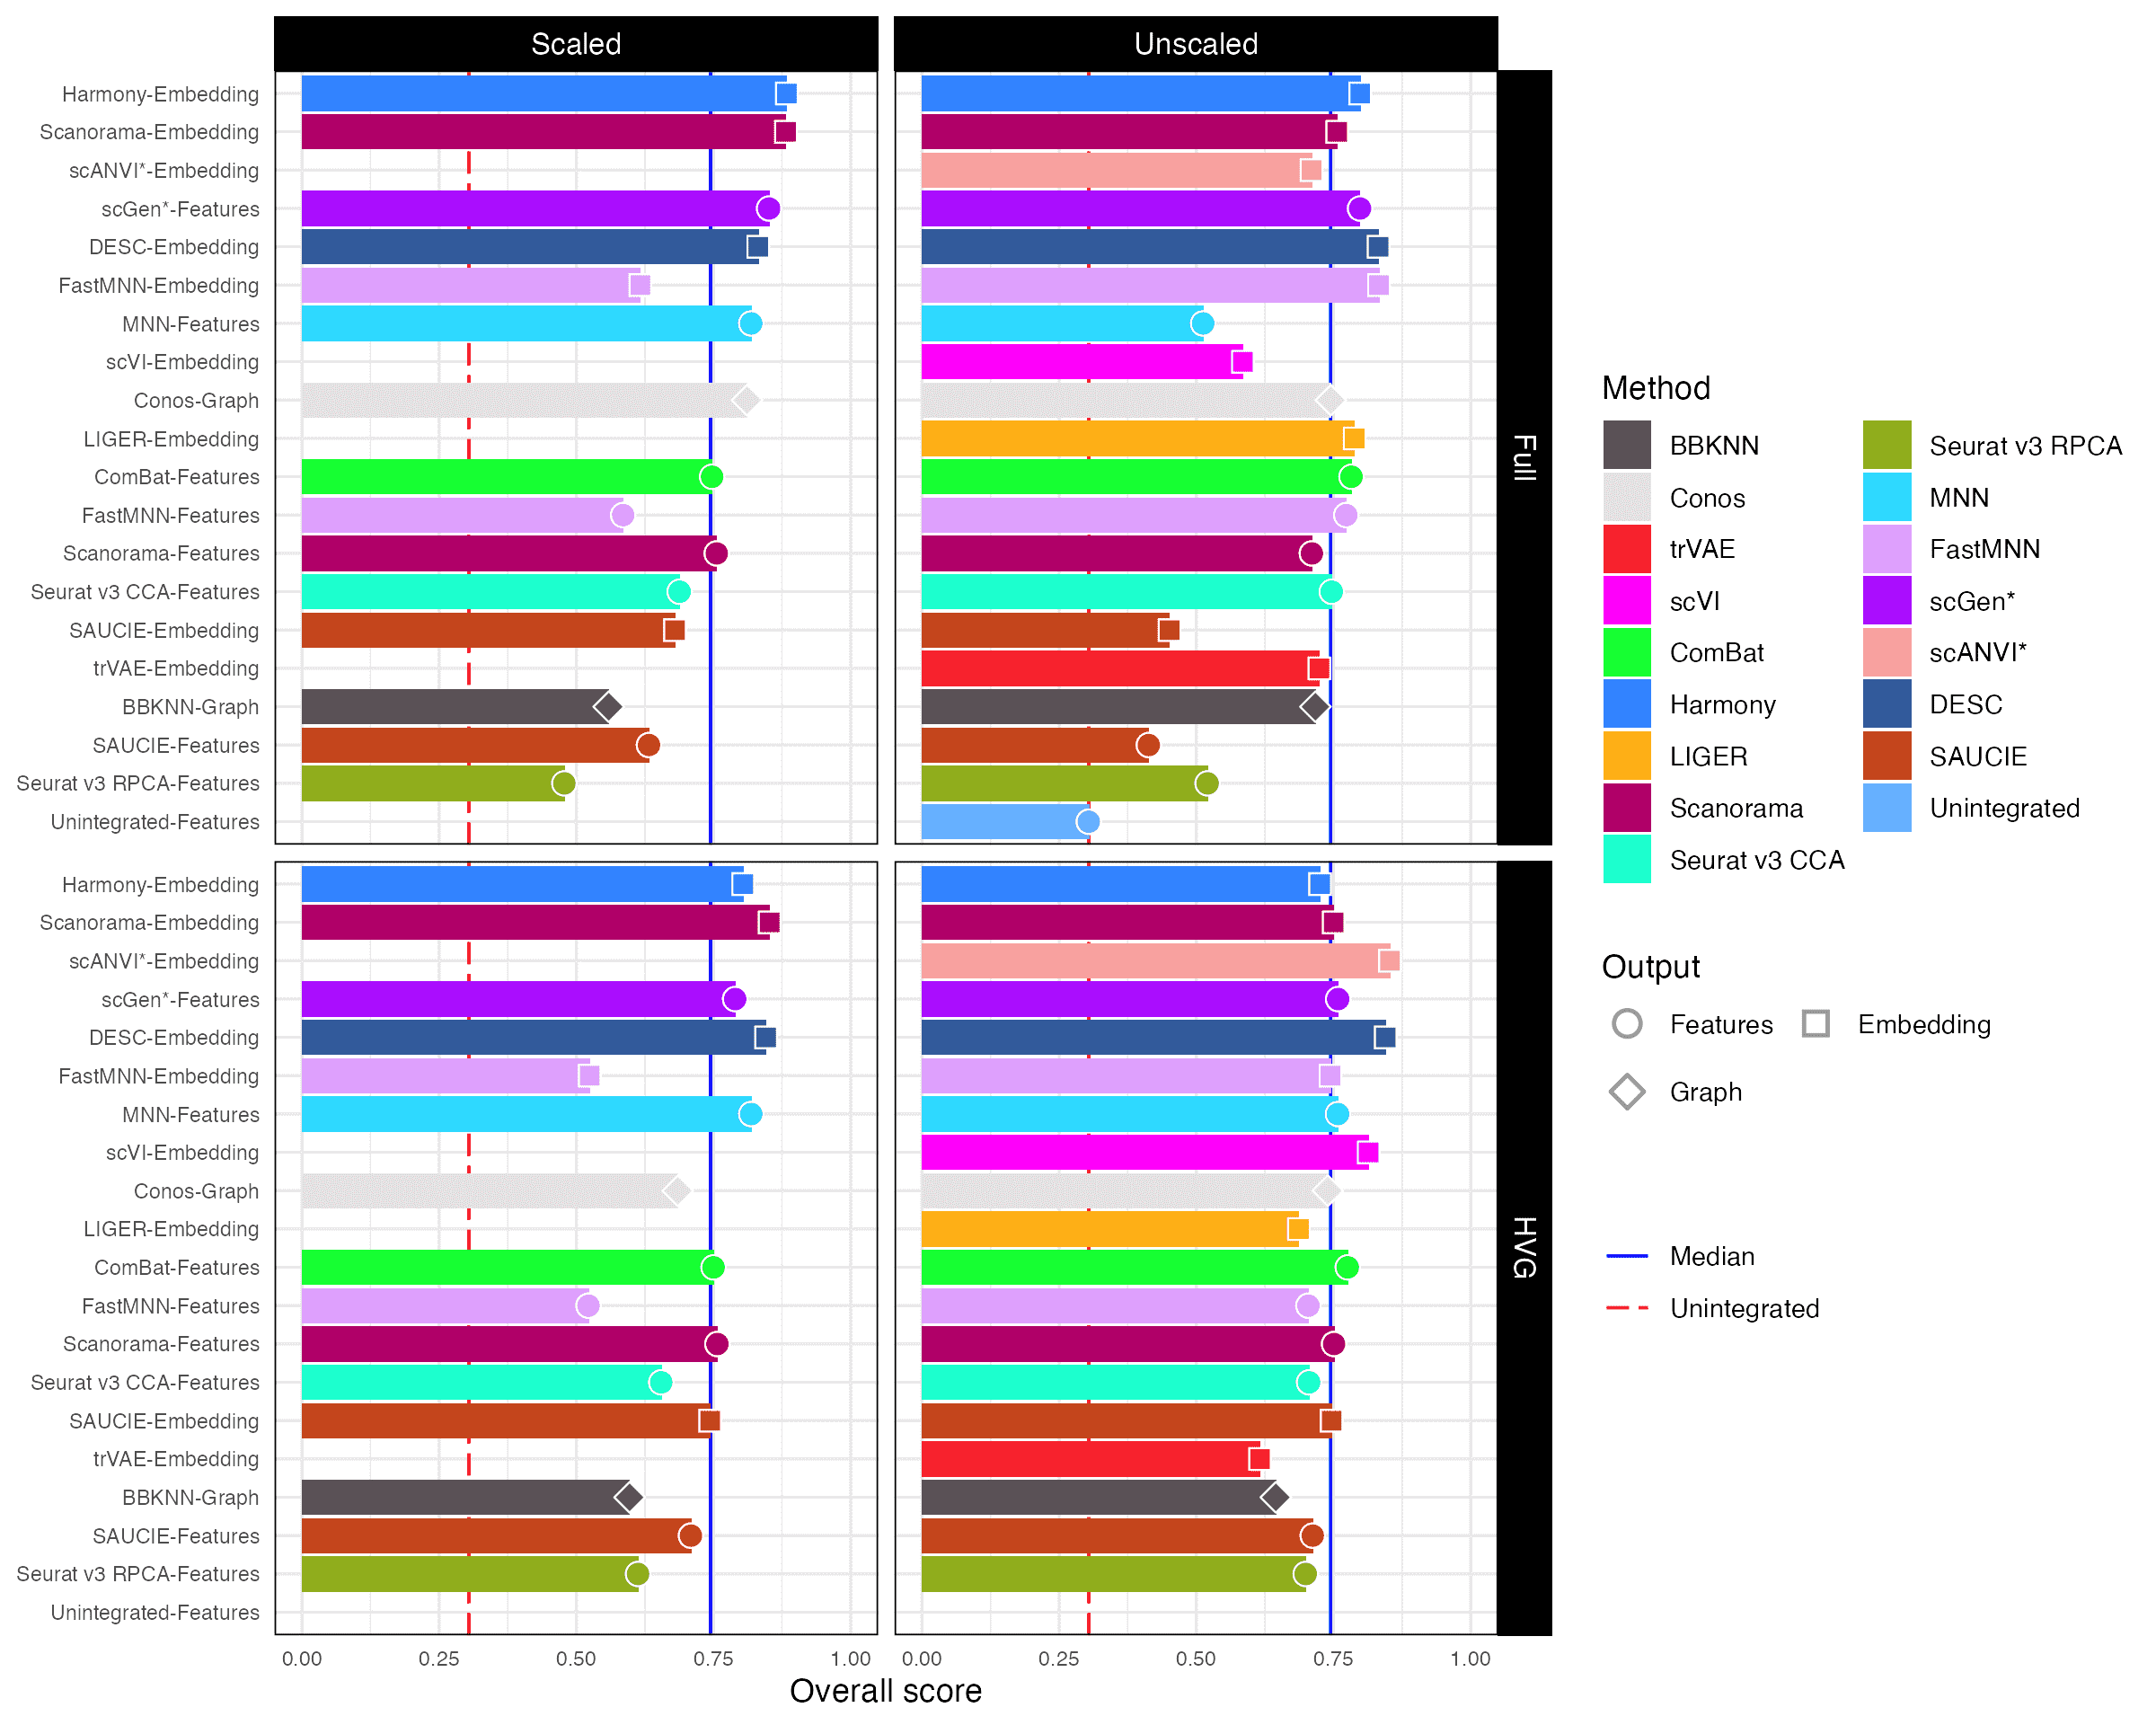 Scaled
Unscaled
Harmony-Embedding
Scanorama-Embedding
scANVI*-Embedding
scGen*-Features
DESC-Embedding
FastMNN-Embedding
MNN-Features
scVI-Embedding
Conos-Graph
LIGER-Embedding
ComBat-Features
FastMNN-Features
Scanorama-Features
Seurat v3 CCA-Features
SAUCIE-Embedding
trVAE-Embedding
BBKNN-Graph
SAUCIE-Features
Seurat v3 RPCA-Features
Unintegrated-Features
Full
Harmony-Embedding
Scanorama-Embedding
scANVI*-Embedding
scGen*-Features
DESC-Embedding
FastMNN-Embedding
MNN-Features
scVI-Embedding
Conos-Graph
LIGER-Embedding
ComBat-Features
FastMNN-Features
Scanorama-Features
Seurat v3 CCA-Features
SAUCIE-Embedding
trVAE-Embedding
BBKNN-Graph
SAUCIE-Features
Seurat v3 RPCA-Features
Unintegrated-Features
HVG
0.00 0.25 0.50 0.75 1.00
0.00 0.25 0.50 0.75 1.00
Overall score
Method
BBKNN
Conos
trVAE
scVI
ComBat
Harmony
LIGER
Scanorama
Seurat v3 CCA
Seurat v3 RPCA
MNN
FastMNN
scGen*
scANVI*
DESC
SAUCIE
Unintegrated
Output
Features
Embedding
Graph
Median
Unintegrated